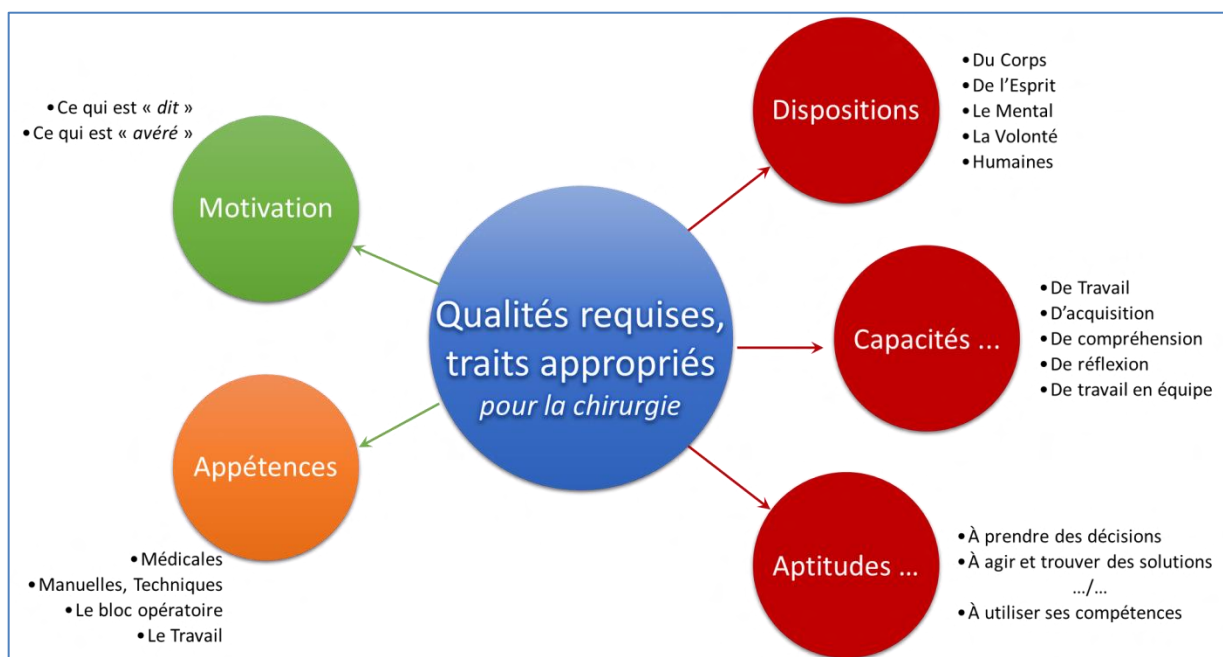 • Ce qui est « dit »
• Ce qui est « avéré »
Motivation
Appétences
• Médicales
• Manuelles, Techniques
• Le bloc opératoire
• Le Travail
Qualités requises,
traits appropriés
pour la chirurgie
Dispositions
• Du Corps
• De l’Esprit
• Le Mental
• La Volonté
• Humaines
Capacités ...
• De Travail
• D’acquisition
• De compréhension
• De réflexion
• De travail en équipe
Aptitudes ...
• À prendre des décisions
• À agir et trouver des solutions
.../...
• À utiliser ses compétences